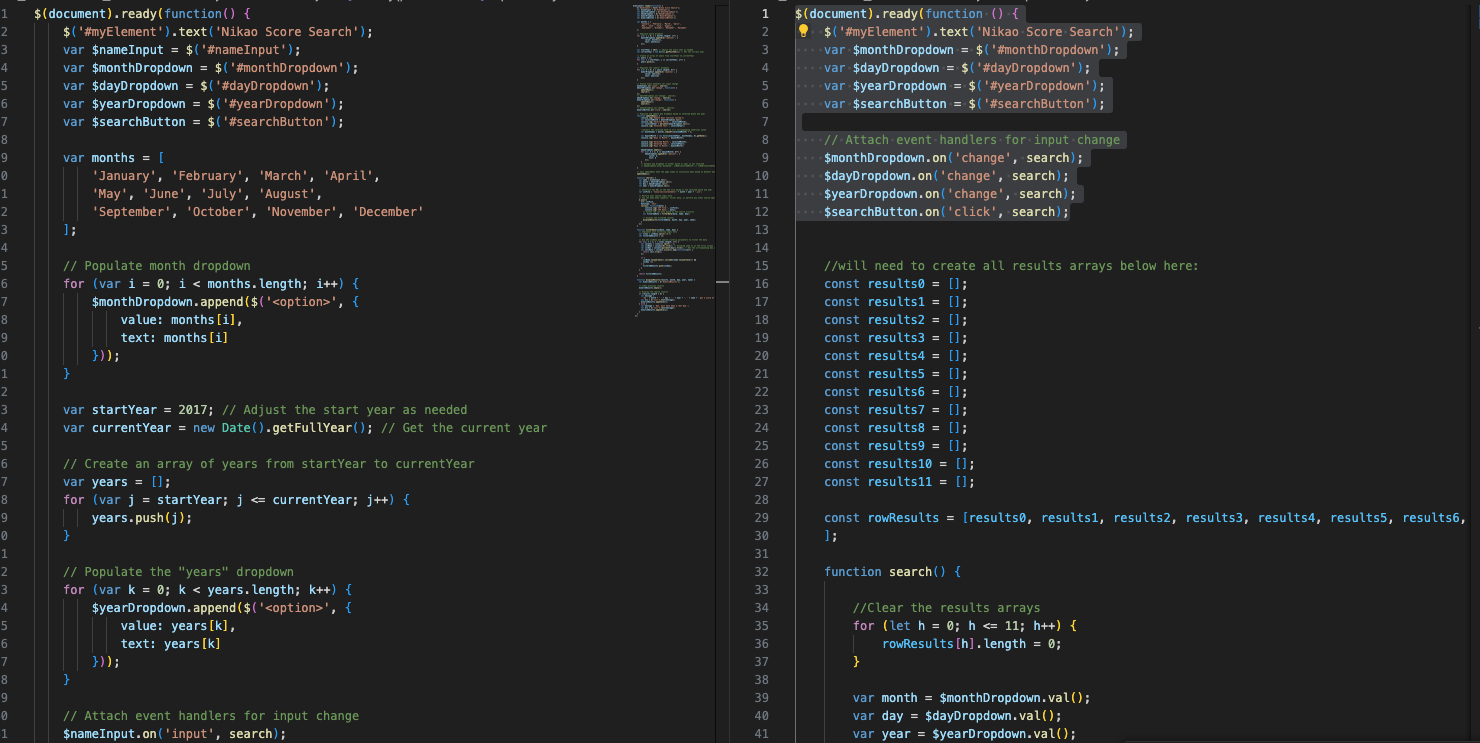 1 $(document).ready(function() {
2 $('#myElement').text('Nikao Score Search');
3 var $nameInput = $('#nameInput');
4 var $monthDropdown = $('#monthDropdown');
5 var $dayDropdown = $('#dayDropdown');
6 var $yearDropdown = $('#yearDropdown');
7 var $searchButton = $('#searchButton');
8
9 var months = [
0 'January', 'February', 'March', 'April',
1 'May', 'June', 'July', 'August',
2 'September', 'October', 'November', 'December'
3 ];
4
5 // Populate month dropdown
6 for (var i = 0; i < months.length; i++) {
7 $monthDropdown.append($('<option>', {
8 value: months[i],
9 text: months[i]
0 }));
1 }
2
3 var startYear = 2017; // Adjust the start year as needed
4 var currentYear = new Date().getFullYear(); // Get the current year
5
6 // Create an array of years from startYear to currentYear
7 var years = [];
8 for (var j = startYear; j <= currentYear; j++) {
9 years.push(j);
0 }
1
2 // Populate the "years" dropdown
3 for (var k = 0; k < years.length; k++) {
4 $yearDropdown.append($('<option>', {
5 value: years[k],
6 text: years[k]
7 }));
8 }
9
0 // Attach event handlers for input change
1 $nameInput.on('input', search);
1 $(document).ready(function () {
2 $('#myElement').text('Nikao Score Search');
3 var $monthDropdown = $('#monthDropdown');
4 var $dayDropdown = $('#dayDropdown');
5 var $yearDropdown = $('#yearDropdown');
6 var $searchButton = $('#searchButton');
7
8 // Attach event handlers for input change
9 $monthDropdown.on('change', search);
10 $dayDropdown.on('change', search);
11 $yearDropdown.on('change', search);
12 $searchButton.on('click', search);
13
14
15 //will need to create all results arrays below here:
16 const results0 = [];
17 const results1 = [];
18 const results2 = [];
19 const results3 = [];
20 const results4 = [];
21 const results5 = [];
22 const results6 = [];
23 const results7 = [];
24 const results8 = [];
25 const results9 = [];
26 const results10 = [];
27 const results11 = [];
28
29 const rowResults = [results0, results1, results2, results3, results4, results5, results6,
30 ];
31
32 function search() {
33
34 //Clear the results arrays
35 for (let h = 0; h <= 11; h++) {
36 rowResults[h].length = 0;
37 }
38
39 var month = $monthDropdown.val();
40 var day = $dayDropdown.val();
41 var year = $yearDropdown.val();